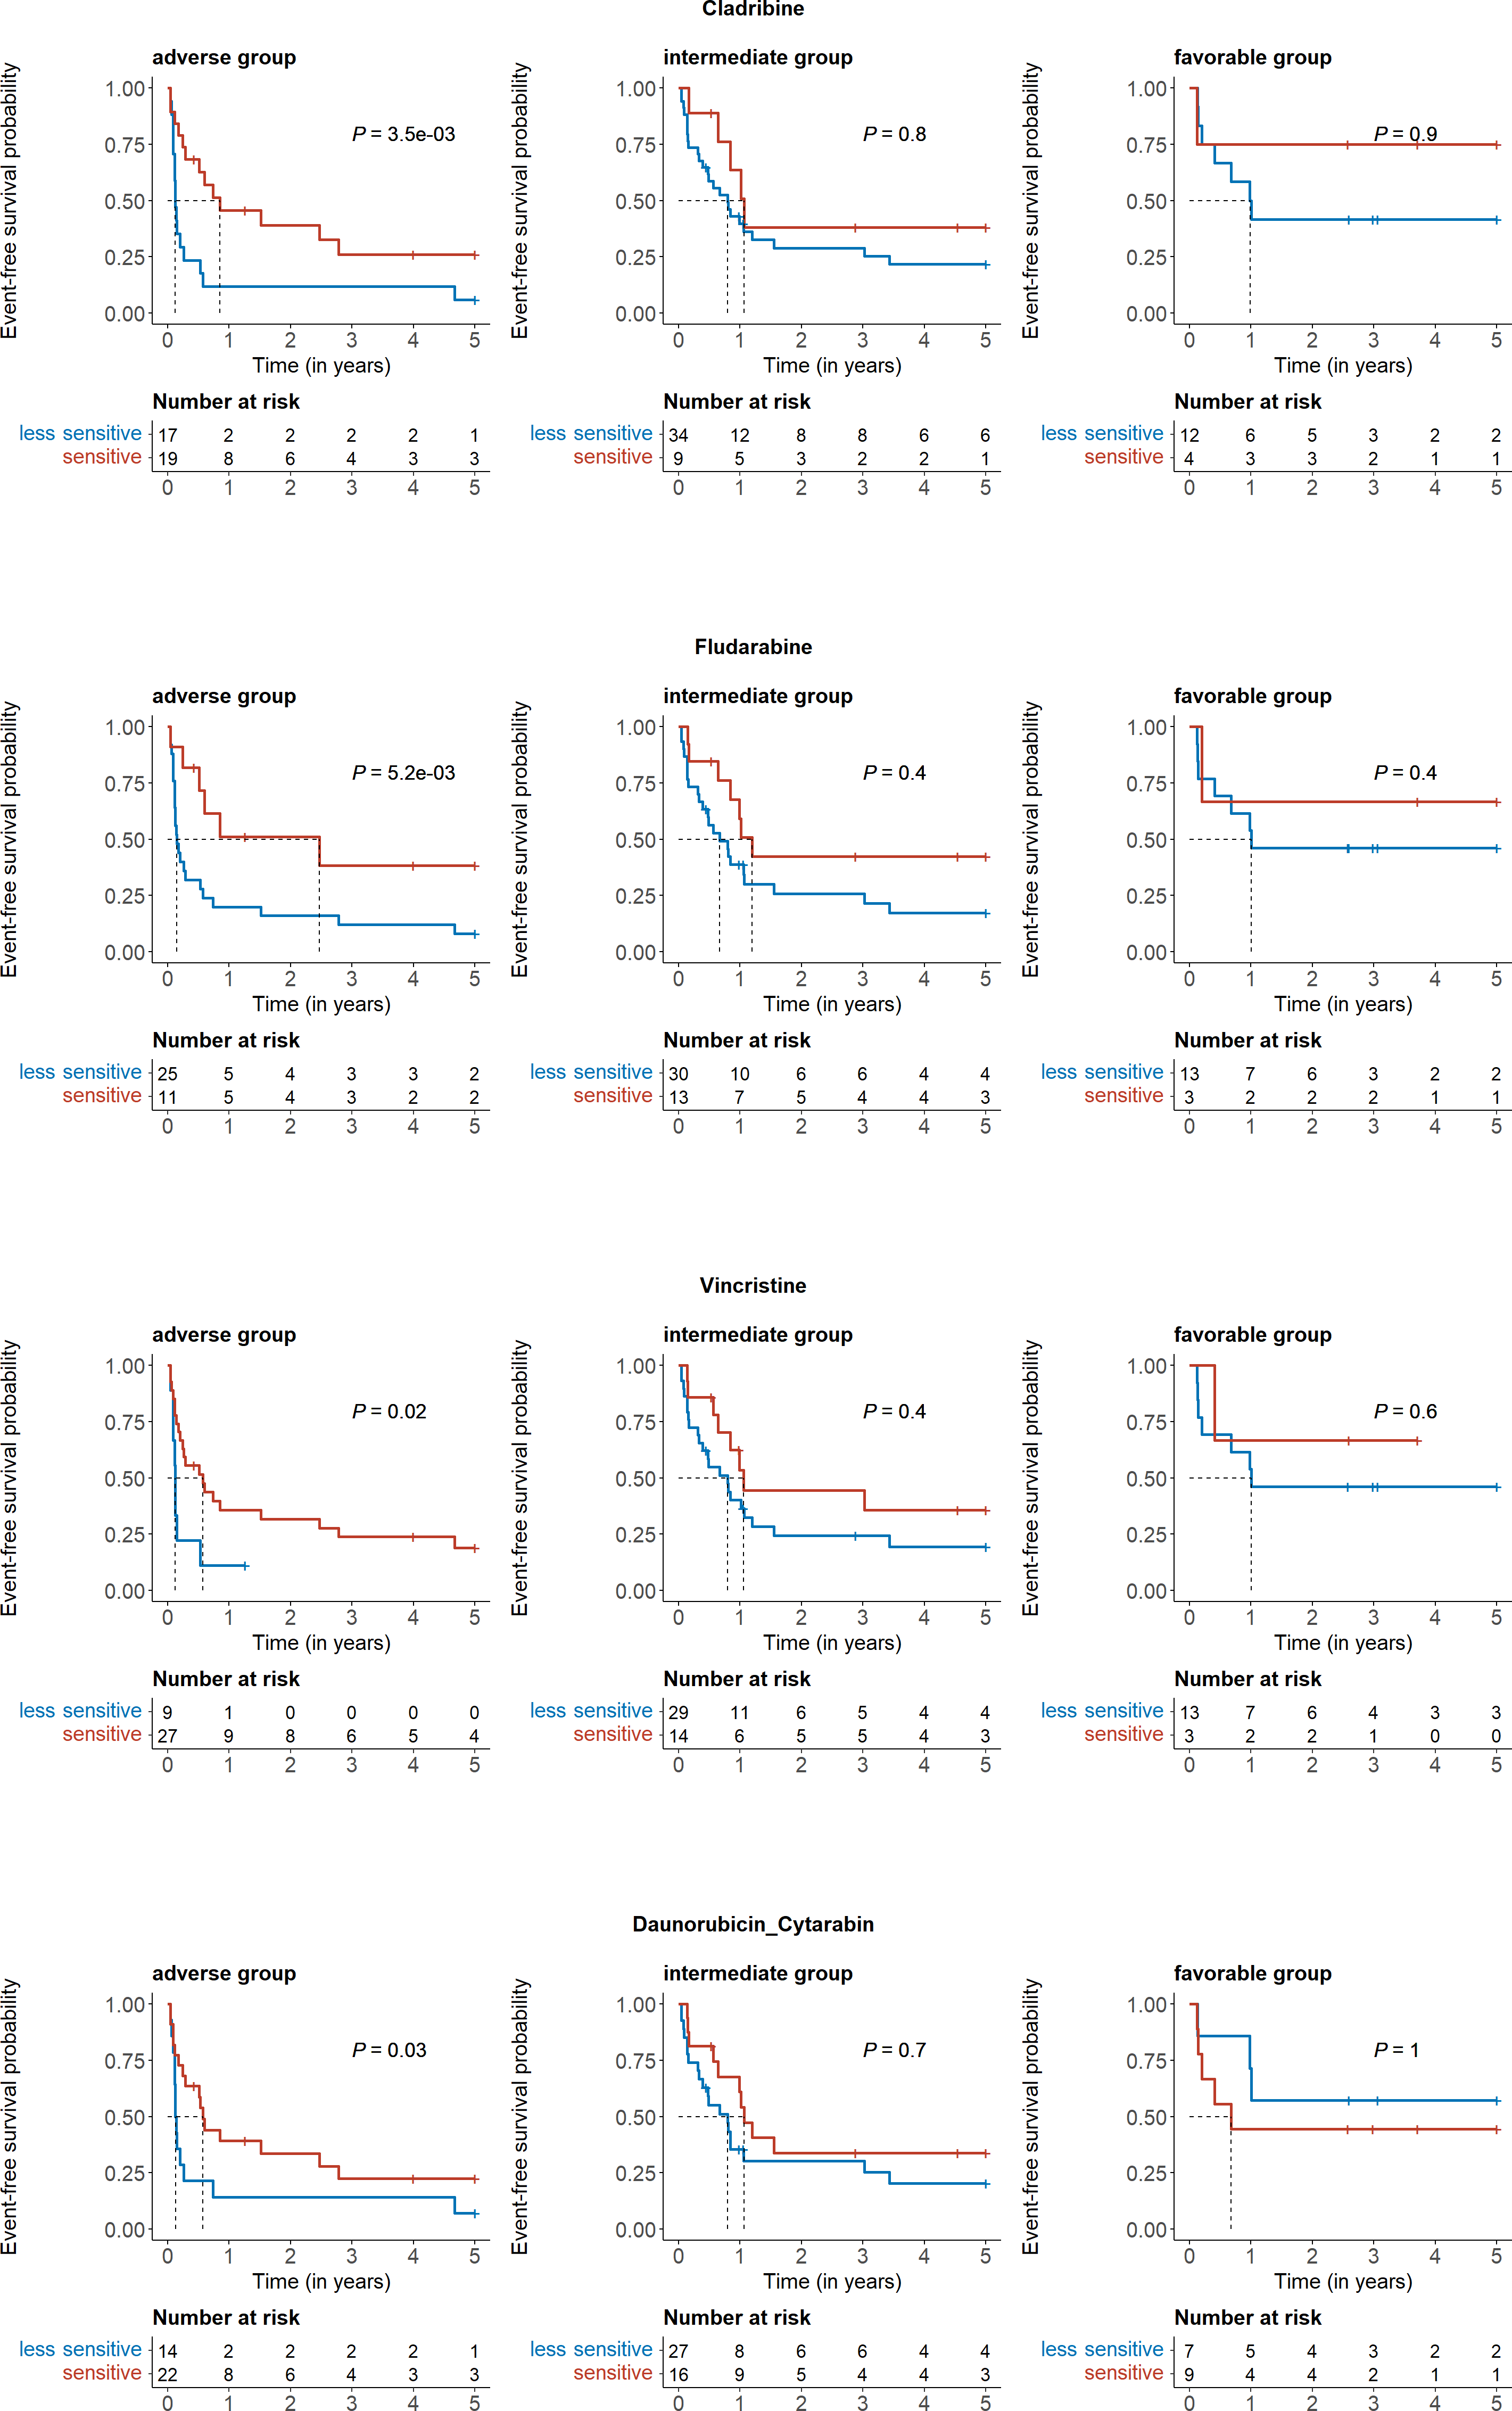 Cladribine
adverse group
Event-free survival probability
1.00
0.75
0.50
0.25
0.00
P = 3.5e-03
0 1 2 3 4 5
Time (in years)
Number at risk
less sensitive 17 2 2 2 2 1
sensitive 19 8 6 4 3 3
0 1 2 3 4 5
intermediate group
Event-free survival probability
1.00
0.75
0.50
0.25
0.00
P = 0.8
0 1 2 3 4 5
Time (in years)
Number at risk
less sensitive 34 12 8 8 6 6
sensitive 9 5 3 2 2 1
0 1 2 3 4 5
favorable group
Event-free survival probability
1.00
0.75
0.50
0.25
0.00
P = 0.9
0 1 2 3 4 5
Time (in years)
Number at risk
less sensitive 12 6 5 3 2 2
sensitive 4 3 3 2 1 1
0 1 2 3 4 5
Fludarabine
adverse group
Event-free survival probability
1.00
0.75
0.50
0.25
0.00
P = 5.2e-03
0 1 2 3 4 5
Time (in years)
Number at risk
less sensitive 25 5 4 3 3 2
sensitive 11 5 4 3 2 2
0 1 2 3 4 5
intermediate group
Event-free survival probability
1.00
0.75
0.50
0.25
0.00
P = 0.4
0 1 2 3 4 5
Time (in years)
Number at risk
less sensitive 30 10 6 6 4 4
sensitive 13 7 5 4 4 3
0 1 2 3 4 5
favorable group
Event-free survival probability
1.00
0.75
0.50
0.25
0.00
P = 0.4
0 1 2 3 4 5
Time (in years)
Number at risk
less sensitive 13 7 6 3 2 2
sensitive 3 2 2 2 1 1
0 1 2 3 4 5
Vincristine
adverse group
Event-free survival probability
1.00
0.75
0.50
0.25
0.00
P = 0.02
0 1 2 3 4 5
Time (in years)
Number at risk
less sensitive 9 1 0 0 0 0
sensitive 27 9 8 6 5 4
0 1 2 3 4 5
intermediate group
Event-free survival probability
1.00
0.75
0.50
0.25
0.00
P = 0.4
0 1 2 3 4 5
Time (in years)
Number at risk
less sensitive 29 11 6 5 4 4
sensitive 14 6 5 5 4 3
0 1 2 3 4 5
favorable group
Event-free survival probability
1.00
0.75
0.50
0.25
0.00
P = 0.6
0 1 2 3 4 5
Time (in years)
Number at risk
less sensitive 13 7 6 4 3 3
sensitive 3 2 2 1 0 0
0 1 2 3 4 5
Daunorubicin_Cytarabin
adverse group
Event-free survival probability
1.00
0.75
0.50
0.25
0.00
P = 0.03
0 1 2 3 4 5
Time (in years)
Number at risk
less sensitive 14 2 2 2 2 1
sensitive 22 8 6 4 3 3
0 1 2 3 4 5
intermediate group
Event-free survival probability
1.00
0.75
0.50
0.25
0.00
P = 0.7
0 1 2 3 4 5
Time (in years)
Number at risk
less sensitive 27 8 6 6 4 4
sensitive 16 9 5 4 4 3
0 1 2 3 4 5
favorable group
Event-free survival probability
1.00
0.75
0.50
0.25
0.00
P = 1
0 1 2 3 4 5
Time (in years)
Number at risk
less sensitive 7 5 4 3 2 2
sensitive 9 4 4 2 1 1
0 1 2 3 4 5